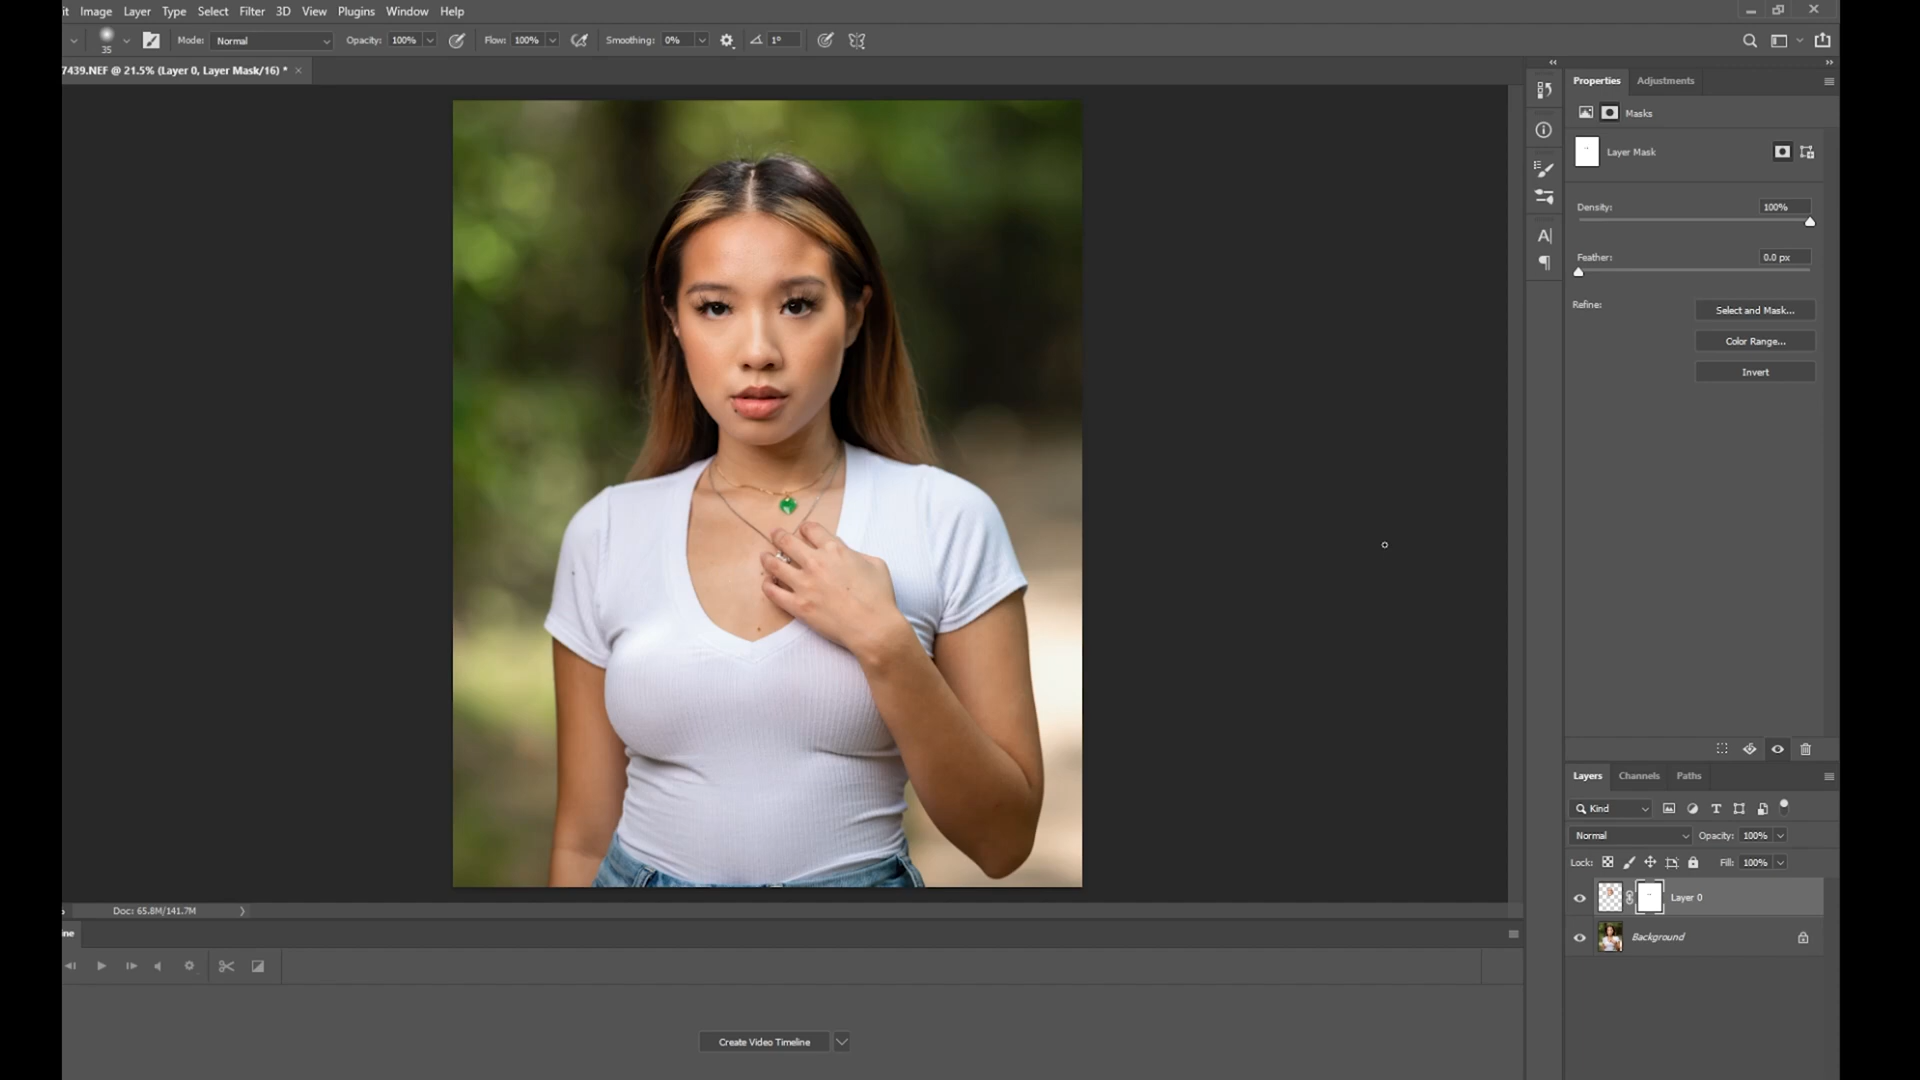 it Image Layer Type Select Filter 3D View Plugins Window Help
35 Mode: Normal Opacity: 100% Flow: 100% Smoothing: 0% 1°
7439.NEF @ 21.5% (Layer 0, Layer Mask/16) * ×
Properties Adjustments
Masks
Layer Mask
Density: 100%
Feather: 0.0 px
Refine:
Select and Mask...
Color Range...
Invert
Layers Channels Paths
Kind
Normal Opacity: 100%
Lock: Fill: 100%
Layer 0
Background
% Doc: 65.8M/141.7M
ine
Create Video Timeline